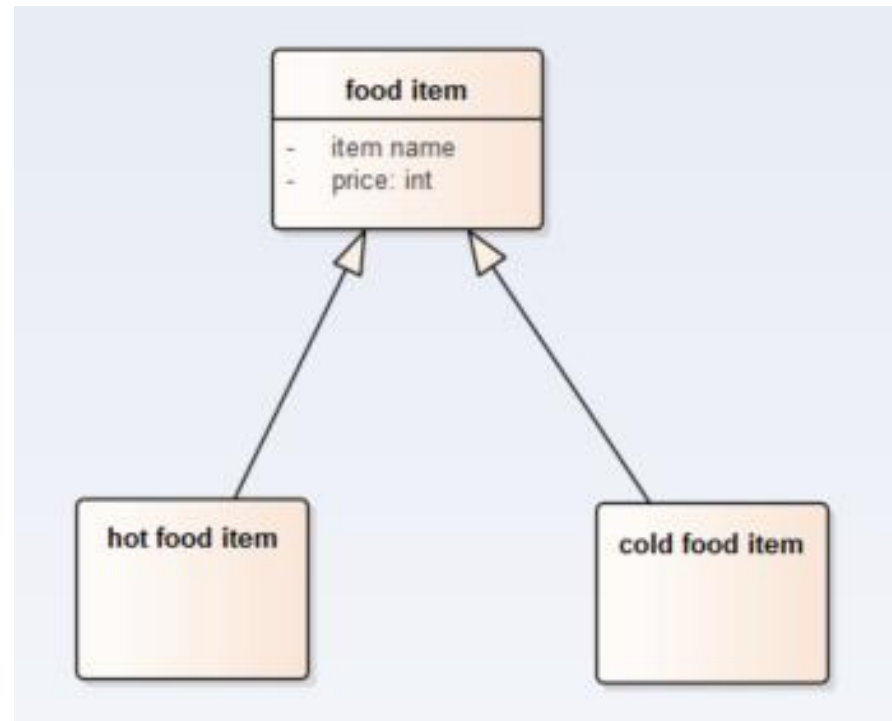 food item
- item name
- price: int
hot food item
cold food item